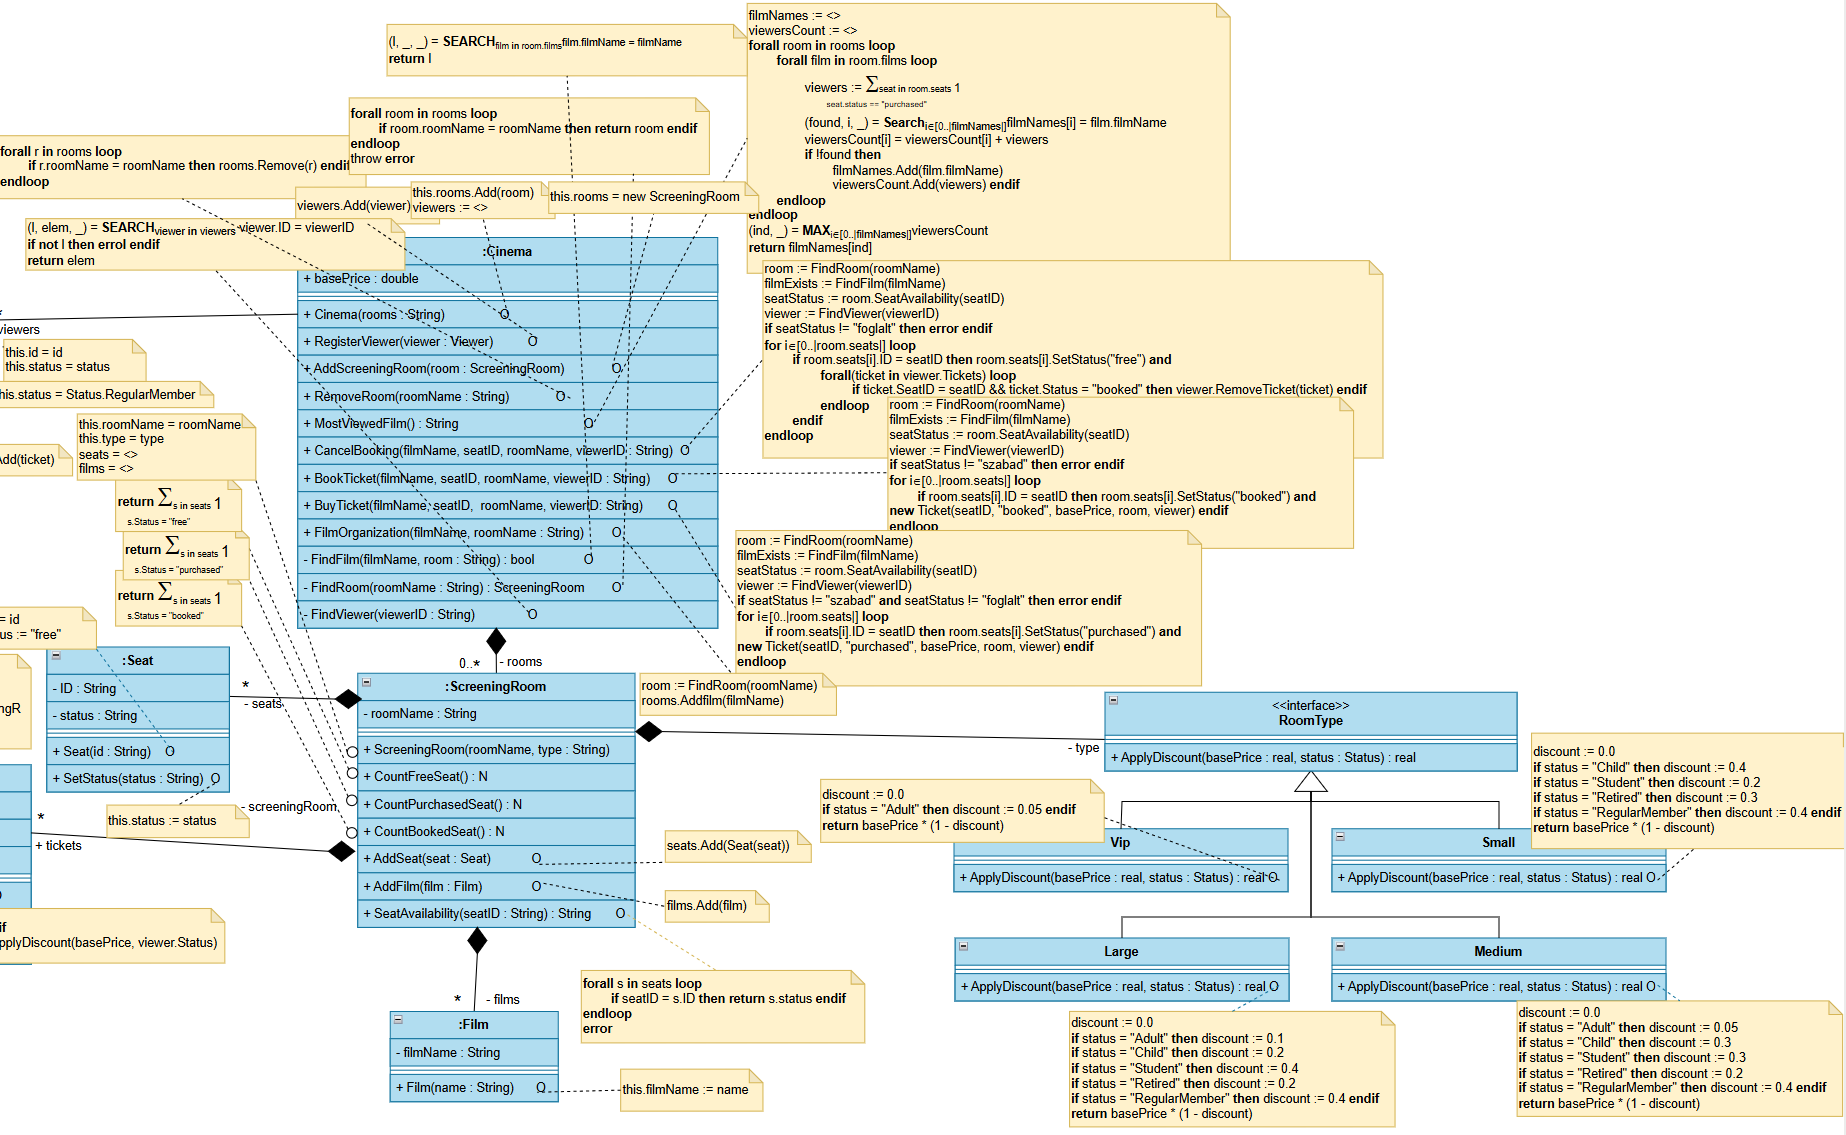 (l, _, _) = SEARCHfilm in room.filmsfilm.filmName = filmName
return l
filmNames := <>
viewersCount := <>
forall room in rooms loop
forall film in room.films loop
viewers := ∑seat in room.seats 1
seat.status == "purchased"
(found, i, _) = Searchi∈[0..|filmNames|]filmNames[i] = film.filmName
viewersCount[i] = viewersCount[i] + viewers
if !found then
filmNames.Add(film.filmName)
viewersCount.Add(viewers) endif
endloop
endloop
(ind, _) = MAXi∈[0..|filmNames|]viewersCount
return filmNames[ind]
forall room in rooms loop
if room.roomName = roomName then return room endif
endloop
throw error
forall r in rooms loop
if r.roomName = roomName then rooms.Remove(r) endif
endloop
viewers.Add(viewer)
this.rooms.Add(room)
viewers := <>
this.rooms = new ScreeningRoom
(l, elem, _) = SEARCHviewer in viewers viewer.ID = viewerID
if not l then errol endif
return elem
:Cinema
+ basePrice : double
+ Cinema(rooms : String)
+ RegisterViewer(viewer : Viewer)
+ AddScreeningRoom(room : ScreeningRoom)
+ RemoveRoom(roomName : String)
+ MostViewedFilm() : String
+ CancelBooking(filmName, seatID, roomName, viewerID : String)
+ BookTicket(filmName, seatID, roomName, viewerID : String)
+ BuyTicket(filmName, seatID, roomName, viewerID: String)
+ FilmOrganization(filmName, roomName : String)
- FindFilm(filmName, room : String) : bool
- FindRoom(roomName : String) : ScreeningRoom
- FindViewer(viewerID : String)
room := FindRoom(roomName)
filmExists := FindFilm(filmName)
seatStatus := room.SeatAvailability(seatID)
viewer := FindViewer(viewerID)
if seatStatus != "foglalt" then error endif
for i∈[0..|room.seats|] loop
if room.seats[i].ID = seatID then room.seats[i].SetStatus("free") and
forall(ticket in viewer.Tickets) loop
if ticket.SeatID = seatID && ticket.Status = "booked" then viewer.RemoveTicket(ticket) endif
endloop
endif
endloop
room := FindRoom(roomName)
filmExists := FindFilm(filmName)
seatStatus := room.SeatAvailability(seatID)
viewer := FindViewer(viewerID)
if seatStatus != "szabad" then error endif
for i∈[0..|room.seats|] loop
if room.seats[i].ID = seatID then room.seats[i].SetStatus("booked") and
new Ticket(seatID, "booked", basePrice, room, viewer) endif
endloop
room := FindRoom(roomName)
filmExists := FindFilm(filmName)
seatStatus := room.SeatAvailability(seatID)
viewer := FindViewer(viewerID)
if seatStatus != "szabad" and seatStatus != "foglalt" then error endif
for i∈[0..|room.seats|] loop
if room.seats[i].ID = seatID then room.seats[i].SetStatus("purchased") and
new Ticket(seatID, "purchased", basePrice, room, viewer) endif
endloop
room := FindRoom(roomName)
rooms.Addfilm(filmName)
*
viewers
this.id = id
this.status = status
his.status = Status.RegularMember
this.roomName = roomName
this.type = type
seats = <>
films = <>
Add(ticket)
return ∑s in seats 1
s.Status = "free"
return ∑s in seats 1
s.Status = "purchased"
return ∑s in seats 1
s.Status = "booked"
= id
us := "free"
:Seat
- ID : String
- status : String
+ Seat(id : String)
+ SetStatus(status : String)
this.status := status
ngR
*
- seats
0..*
- rooms
- screeningRoom
*
+ tickets
if
pplyDiscount(basePrice, viewer.Status)
:ScreeningRoom
- roomName : String
+ ScreeningRoom(roomName, type : String)
+ CountFreeSeat() : N
+ CountPurchasedSeat() : N
+ CountBookedSeat() : N
+ AddSeat(seat : Seat)
+ AddFilm(film : Film)
+ SeatAvailability(seatID : String) : String
seats.Add(Seat(seat))
films.Add(film)
forall s in seats loop
if seatID = s.ID then return s.status endif
endloop
error
*
- films
:Film
- filmName : String
+ Film(name : String)
this.filmName := name
- type
<<interface>>
RoomType
+ ApplyDiscount(basePrice : real, status : Status) : real
discount := 0.0
if status = "Adult" then discount := 0.05 endif
return basePrice * (1 - discount)
Vip
+ ApplyDiscount(basePrice : real, status : Status) : real
discount := 0.0
if status = "Child" then discount := 0.4
if status = "Student" then discount := 0.2
if status = "Retired" then discount := 0.3
if status = "RegularMember" then discount := 0.4 endif
return basePrice * (1 - discount)
Small
+ ApplyDiscount(basePrice : real, status : Status) : real
Large
+ ApplyDiscount(basePrice : real, status : Status) : real
discount := 0.0
if status = "Adult" then discount := 0.1
if status = "Child" then discount := 0.2
if status = "Student" then discount := 0.4
if status = "Retired" then discount := 0.2
if status = "RegularMember" then discount := 0.4 endif
return basePrice * (1 - discount)
Medium
+ ApplyDiscount(basePrice : real, status : Status) : real
discount := 0.0
if status = "Adult" then discount := 0.05
if status = "Child" then discount := 0.3
if status = "Student" then discount := 0.3
if status = "Retired" then discount := 0.2
if status = "RegularMember" then discount := 0.4 endif
return basePrice * (1 - discount)